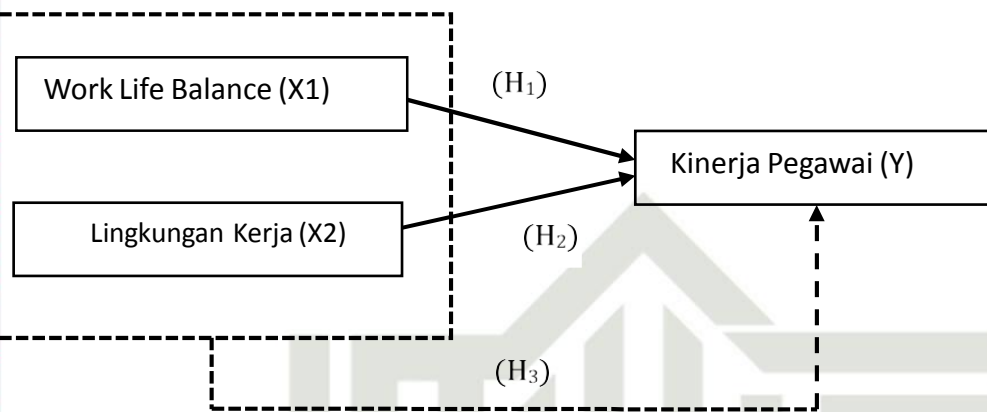 Work Life Balance (X1)
(H₁)
Kinerja Pegawai (Y)
Lingkungan Kerja (X2)
(H₂)
(H₃)